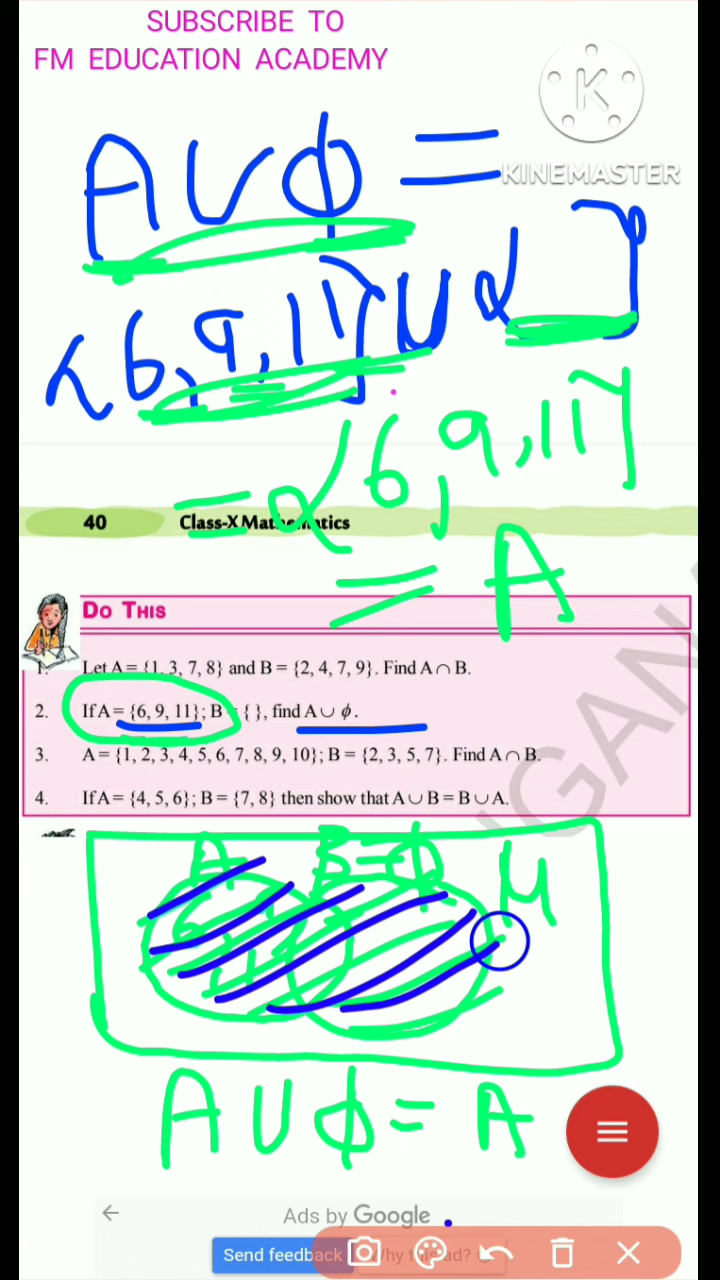 SUBSCRIBE TO
FM EDUCATION ACADEMY
K
KINEMASTER
A ∪ ϕ =
{6, 9, 11} ∪ { }
= {6, 9, 11}
40 Class-X Mathematics
= A
DO THIS
1. Let A = {1, 3, 7, 8} and B = {2, 4, 7, 9}. Find A ∩ B.
2. If A = {6, 9, 11}; B = { }, find A ∪ ϕ.
3. A = {1, 2, 3, 4, 5, 6, 7, 8, 9, 10}; B = {2, 3, 5, 7}. Find A ∩ B.
4. If A = {4, 5, 6}; B = {7, 8} then show that A ∪ B = B ∪ A.
A B=ϕ μ
A ∪ ϕ = A
Ads by Google
Send feedback Why this ad?